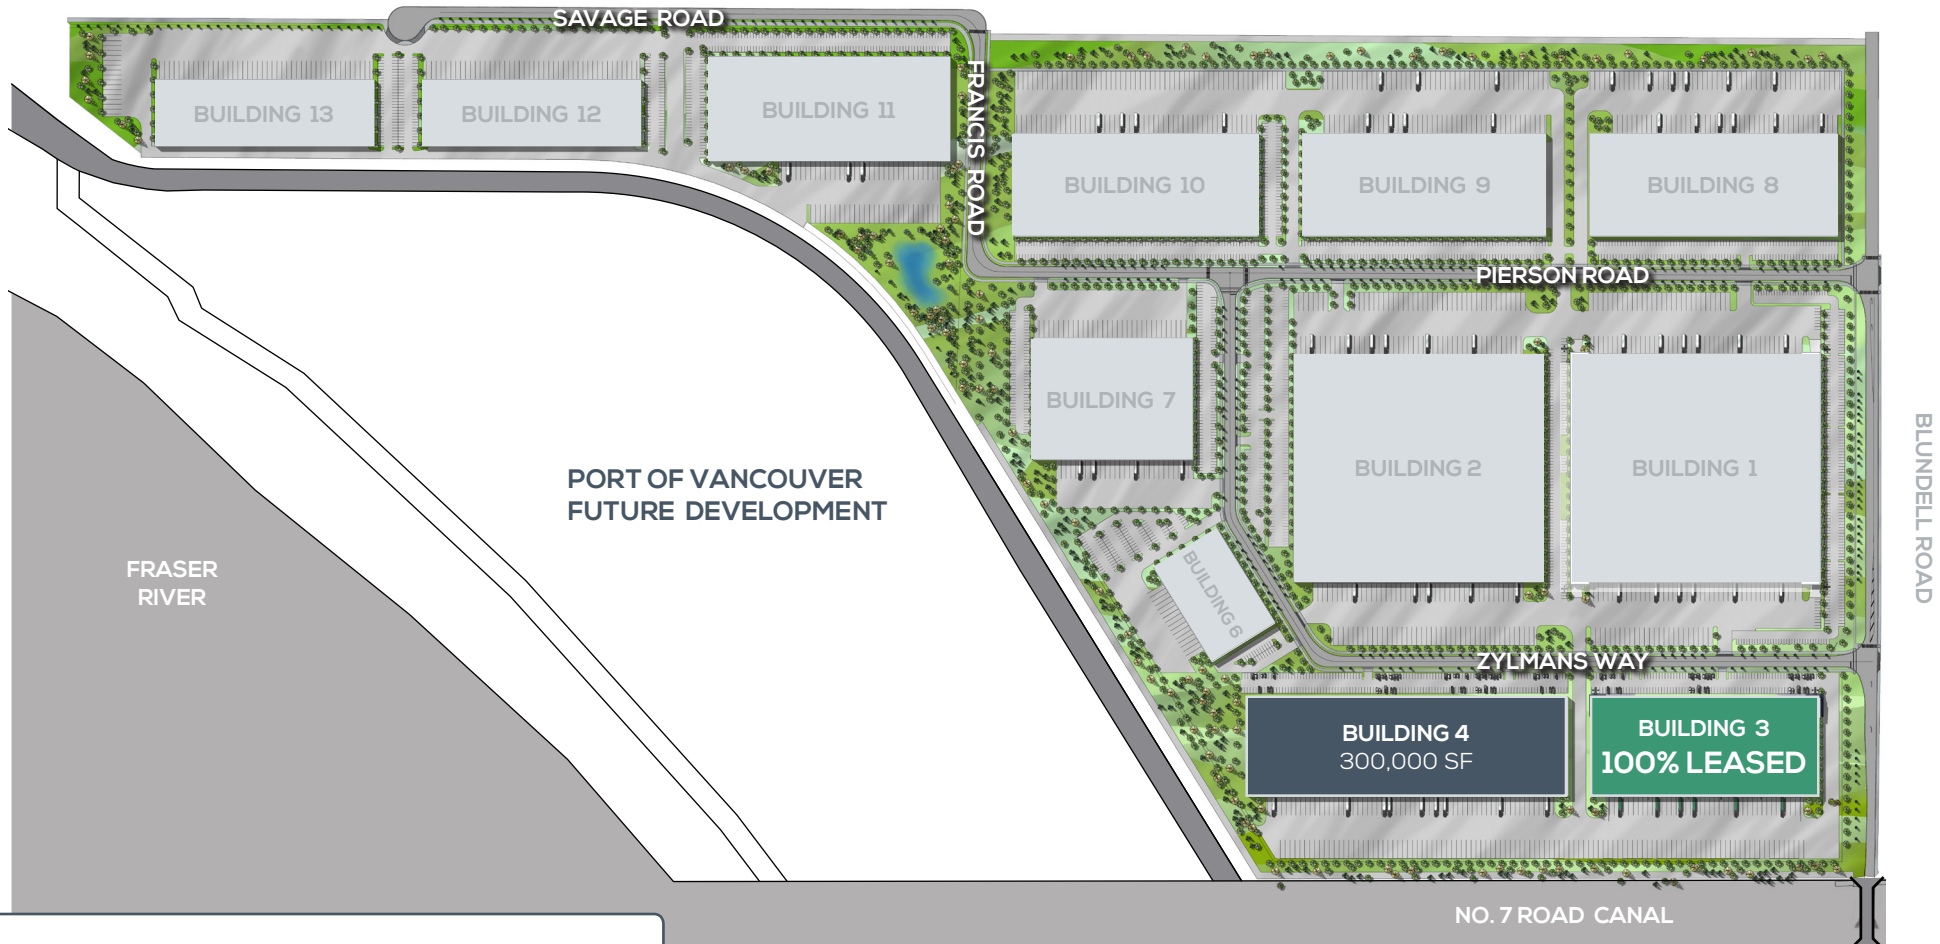 SAVAGE ROAD
FRANCIS ROAD
BUILDING 13
BUILDING 12
BUILDING 11
BUILDING 10
BUILDING 9
BUILDING 8
PIERSON ROAD
BUILDING 7
BUILDING 2
BUILDING 1
BLUNDELL ROAD
PORT OF VANCOUVER
FUTURE DEVELOPMENT
FRASER
RIVER
BUILDING 6
ZYLMANS WAY
BUILDING 4
300,000 SF
BUILDING 3
100% LEASED
NO. 7 ROAD CANAL